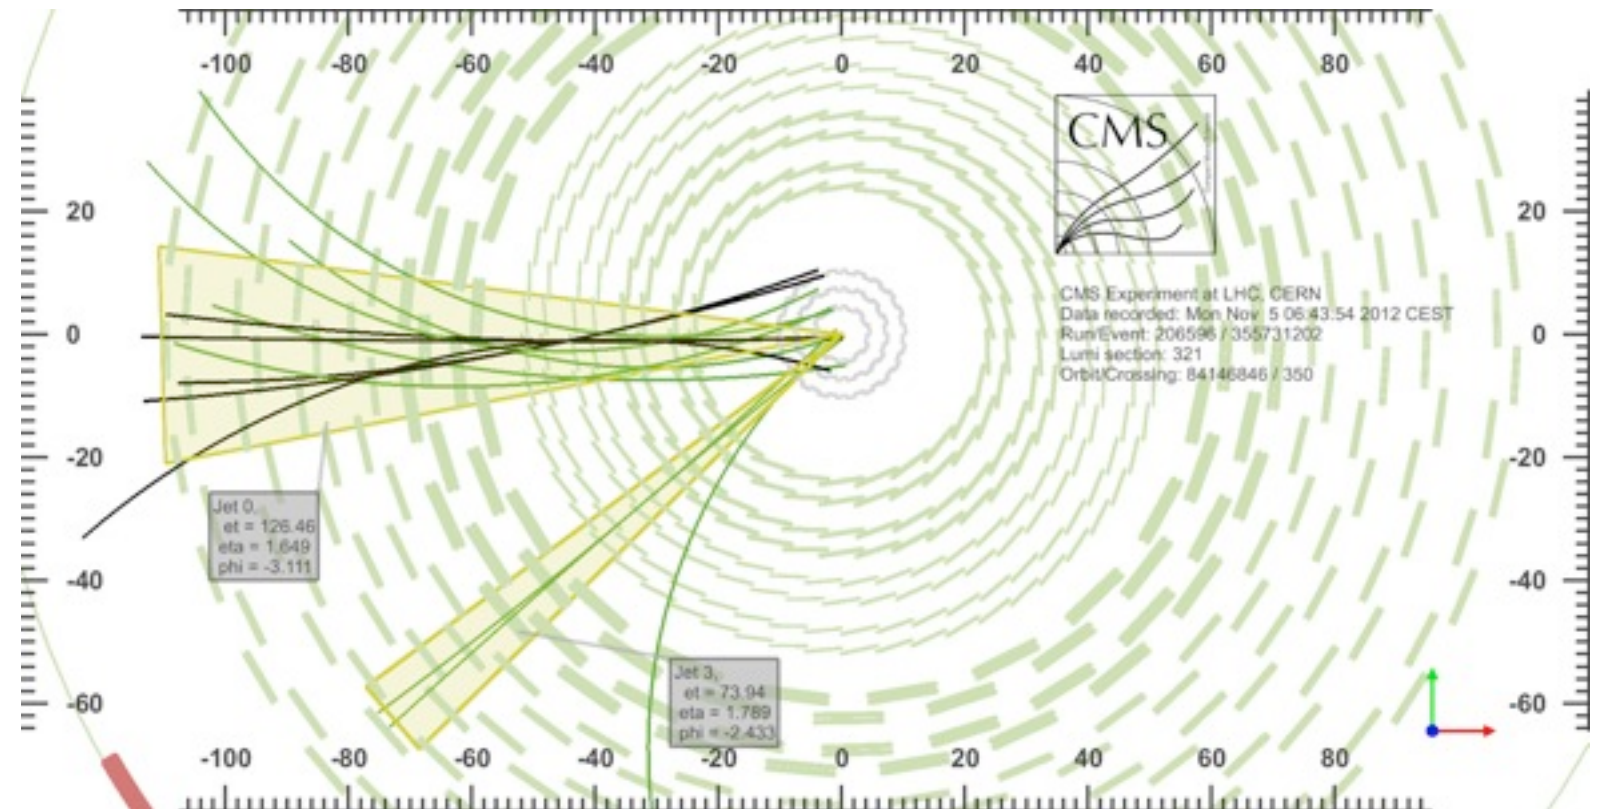 -100 -80 -60 -40 -20 0 20 40 60 80
CMS
20 20
CMS Experiment at LHC, CERN
Data recorded: Mon Nov 5 06:43:54 2012 CEST
Run/Event: 206596 / 355731202
Lumi section: 321
Orbit/Crossing: 84146846 / 350
0 0
-20 -20
Jet 0,
et = 126.46
eta = 1.649
phi = -3.111
-40 -40
Jet 3,
et = 73.94
eta = 1.789
phi = -2.433
-60 -60
-100 -80 -60 -40 -20 0 20 40 60 80